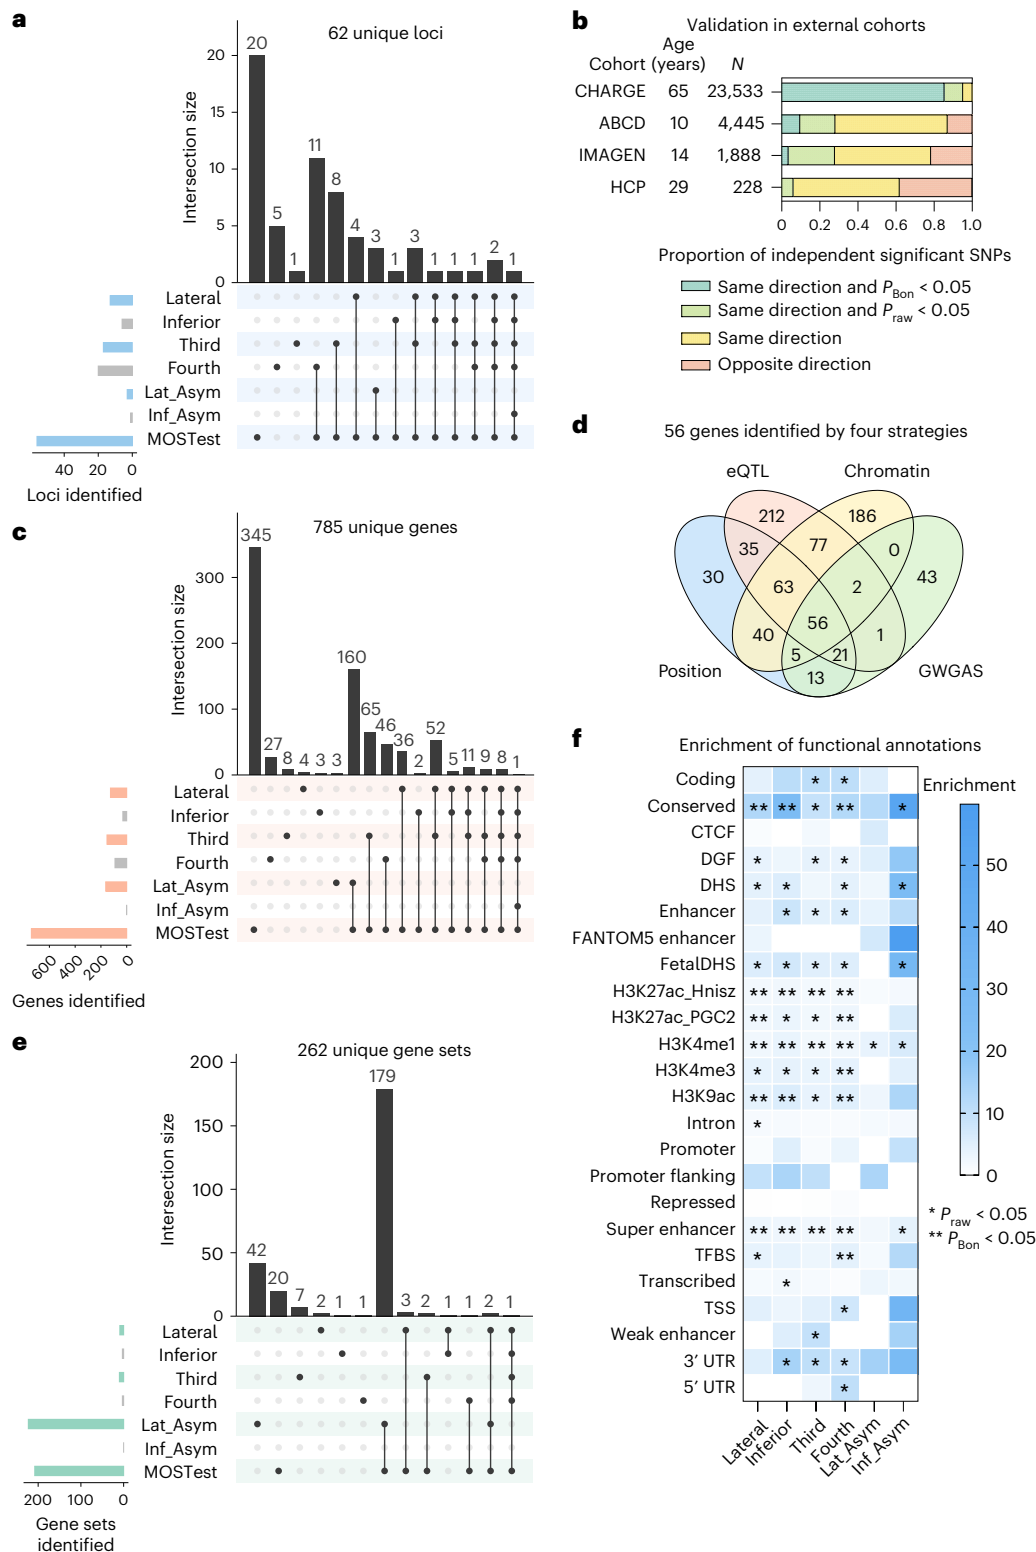 a
62 unique loci
Intersection size
20
15
10
5
0
20
5
1
11
8
4
3
1
3
1
1
1
2
1
Lateral
Inferior
Third
Fourth
Lat_Asym
Inf_Asym
MOSTest
40 20 0
Loci identified
b
Validation in external cohorts
Cohort Age (years) N
CHARGE 65 23,533
ABCD 10 4,445
IMAGEN 14 1,888
HCP 29 228
0 0.2 0.4 0.6 0.8 1.0
Proportion of independent significant SNPs
Same direction and PBon < 0.05
Same direction and Praw < 0.05
Same direction
Opposite direction
c
785 unique genes
Intersection size
300
200
100
0
345
27
8
4
3
3
160
65
46
36
2
52
5
11
9
8
1
Lateral
Inferior
Third
Fourth
Lat_Asym
Inf_Asym
MOSTest
600 400 200 0
Genes identified
d
56 genes identified by four strategies
eQTL Chromatin
212 186
35 77 0
30 63 2 43
56
40 1
5 21
13
Position GWGAS
e
262 unique gene sets
Intersection size
200
150
100
50
0
42
20
7
2
1
1
179
3
2
1
1
2
1
Lateral
Inferior
Third
Fourth
Lat_Asym
Inf_Asym
MOSTest
200 100 0
Gene sets
identified
f
Enrichment of functional annotations
Coding * *
Conserved ** ** * ** *
CTCF
DGF * * *
DHS * * * *
Enhancer * * *
FANTOM5 enhancer
FetalDHS * * * * *
H3K27ac_Hnisz ** ** ** **
H3K27ac_PGC2 ** * * **
H3K4me1 ** ** ** ** * *
H3K4me3 * * * **
H3K9ac ** ** * **
Intron *
Promoter
Promoter flanking
Repressed
Super enhancer ** ** ** ** *
TFBS * **
Transcribed *
TSS *
Weak enhancer *
3′ UTR * * *
5′ UTR *
Lateral
Inferior
Third
Fourth
Lat_Asym
Inf_Asym
Enrichment
50
40
30
20
10
0
* Praw < 0.05
** PBon < 0.05